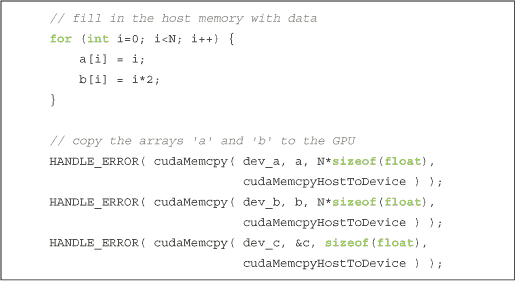 // fill in the host memory with data
for (int i=0; i<N; i++) {
    a[i] = i;
    b[i] = i*2;
}

// copy the arrays 'a' and 'b' to the GPU
HANDLE_ERROR( cudaMemcpy( dev_a, a, N*sizeof(float),
                          cudaMemcpyHostToDevice ) );
HANDLE_ERROR( cudaMemcpy( dev_b, b, N*sizeof(float),
                          cudaMemcpyHostToDevice ) );
HANDLE_ERROR( cudaMemcpy( dev_c, &c, sizeof(float),
                          cudaMemcpyHostToDevice ) );